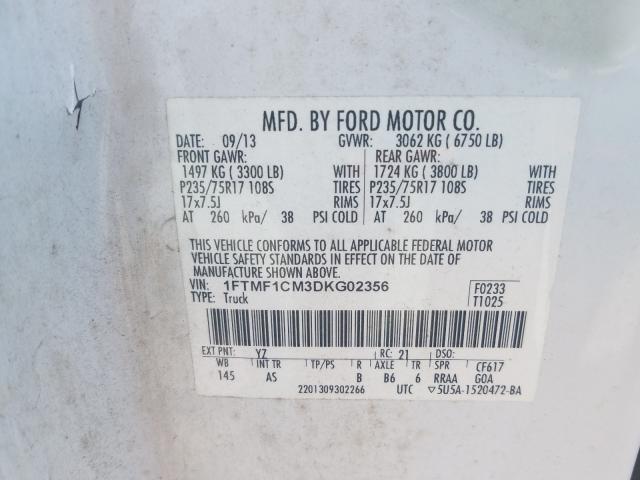 MFD. BY FORD MOTOR CO.
DATE: 09/13 GVWR: 3062 KG ( 6750 LB)
FRONT GAWR: REAR GAWR:
1497 KG ( 3300 LB) WITH 1724 KG ( 3800 LB) WITH
P235/75R17 108S TIRES P235/75R17 108S TIRES
17x7.5J RIMS 17x7.5J RIMS
AT 260 kPa/ 38 PSI COLD AT 260 kPa/ 38 PSI COLD
THIS VEHICLE CONFORMS TO ALL APPLICABLE FEDERAL MOTOR
VEHICLE SAFETY STANDARDS IN EFFECT ON THE DATE OF
MANUFACTURE SHOWN ABOVE.
VIN: 1FTMF1CM3DKG02356 F0233
TYPE: Truck T1025
EXT PNT: YZ RC: 21 DSO:
WB INT TR TP/PS R AXLE TR SPR CF617
145 AS B B6 6 RRAA G0A
2201309302266 UTC ▽5U5A-1520472-BA